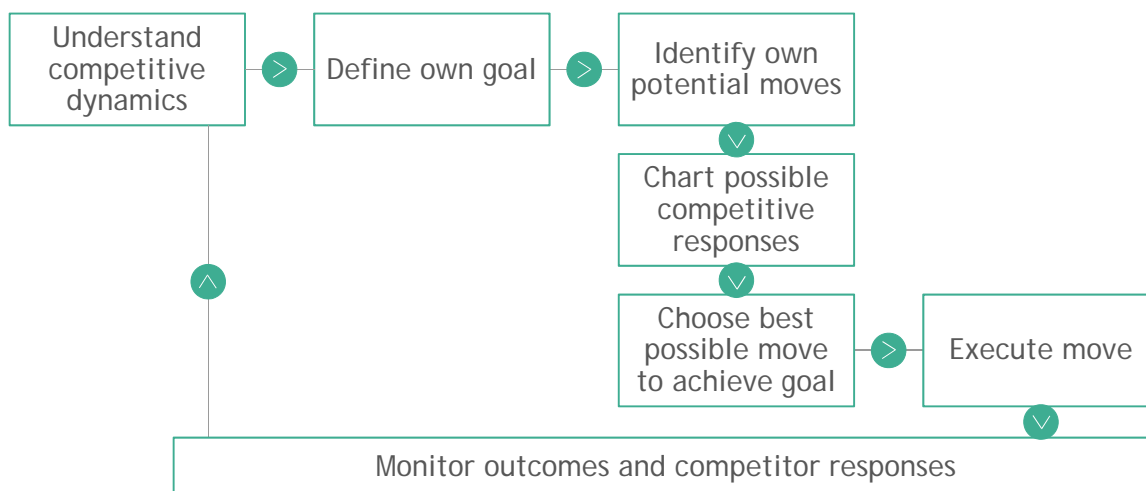 Understand
competitive
dynamics
Define own goal
Identify own
potential moves
Chart possible
competitive
responses
Choose best
possible move
to achieve goal
Execute move
Monitor outcomes and competitor responses